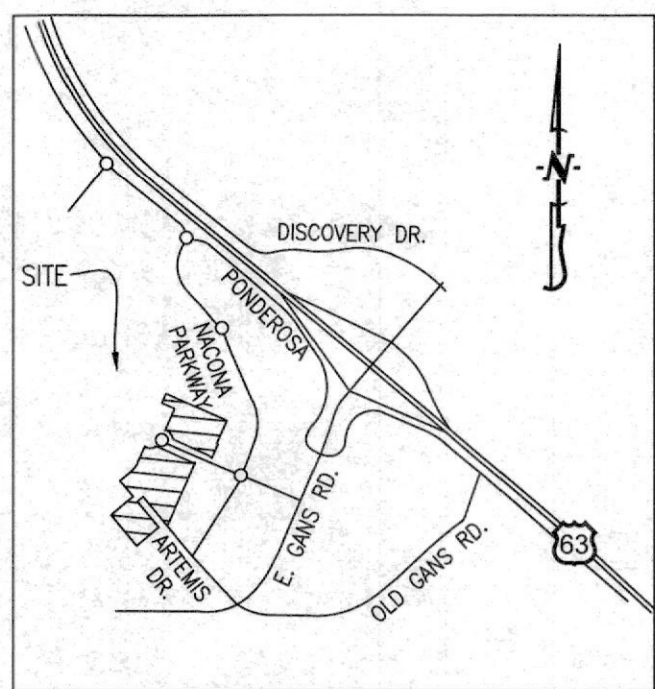 N
DISCOVERY DR.
SITE
PONDEROSA
NACONA
PARKWAY
E. GANS RD.
OLD GANS RD.
63
ARTEMIS
DR.